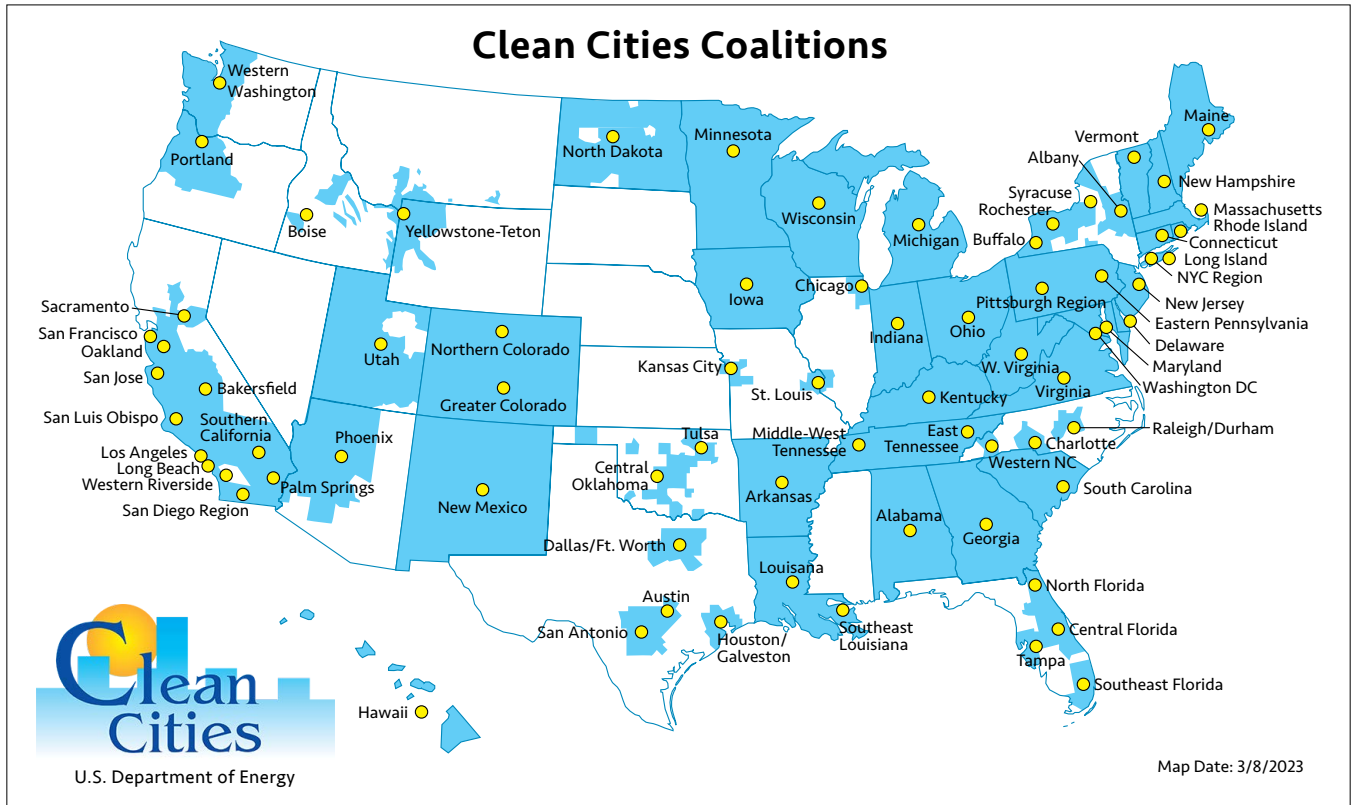 Clean Cities Coalitions
Western
Washington
Portland
Boise
Yellowstone-Teton
North Dakota
Minnesota
Wisconsin
Michigan
Iowa
Chicago
Indiana
Ohio
Pittsburgh Region
Maine
Vermont
Albany
New Hampshire
Syracuse
Rochester
Buffalo
Massachusetts
Rhode Island
Connecticut
Long Island
NYC Region
New Jersey
Eastern Pennsylvania
Delaware
Maryland
Washington DC
W. Virginia
Virginia
Kentucky
Sacramento
San Francisco
Oakland
San Jose
Bakersfield
San Luis Obispo
Southern
California
Los Angeles
Long Beach
Western Riverside
Palm Springs
San Diego Region
Utah
Northern Colorado
Greater Colorado
Phoenix
New Mexico
Kansas City
St. Louis
Tulsa
Central
Oklahoma
Middle-West
Tennessee
East
Tennessee
Western NC
Charlotte
Raleigh/Durham
South Carolina
Arkansas
Alabama
Georgia
Dallas/Ft. Worth
Louisana
Austin
San Antonio
Houston/
Galveston
Southeast
Louisiana
North Florida
Central Florida
Tampa
Southeast Florida
Hawaii
Clean
Cities
U.S. Department of Energy
Map Date: 3/8/2023